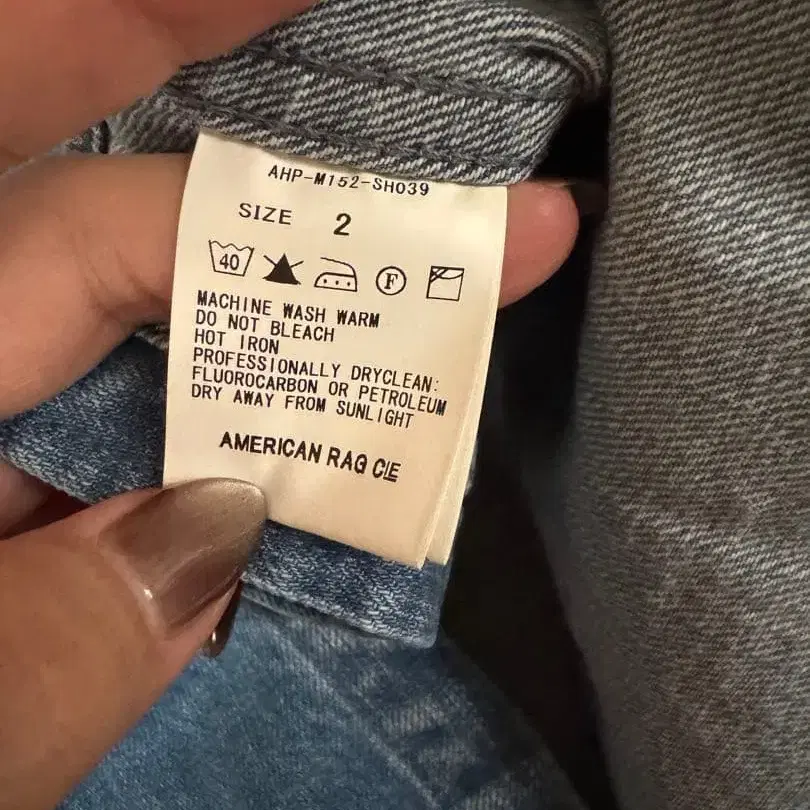 AHP-M152-SH039
SIZE 2
40 F
MACHINE WASH WARM
DO NOT BLEACH
HOT IRON
PROFESSIONALLY DRYCLEAN:
FLUOROCARBON OR PETROLEUM
DRY AWAY FROM SUNLIGHT
AMERICAN RAG CIE